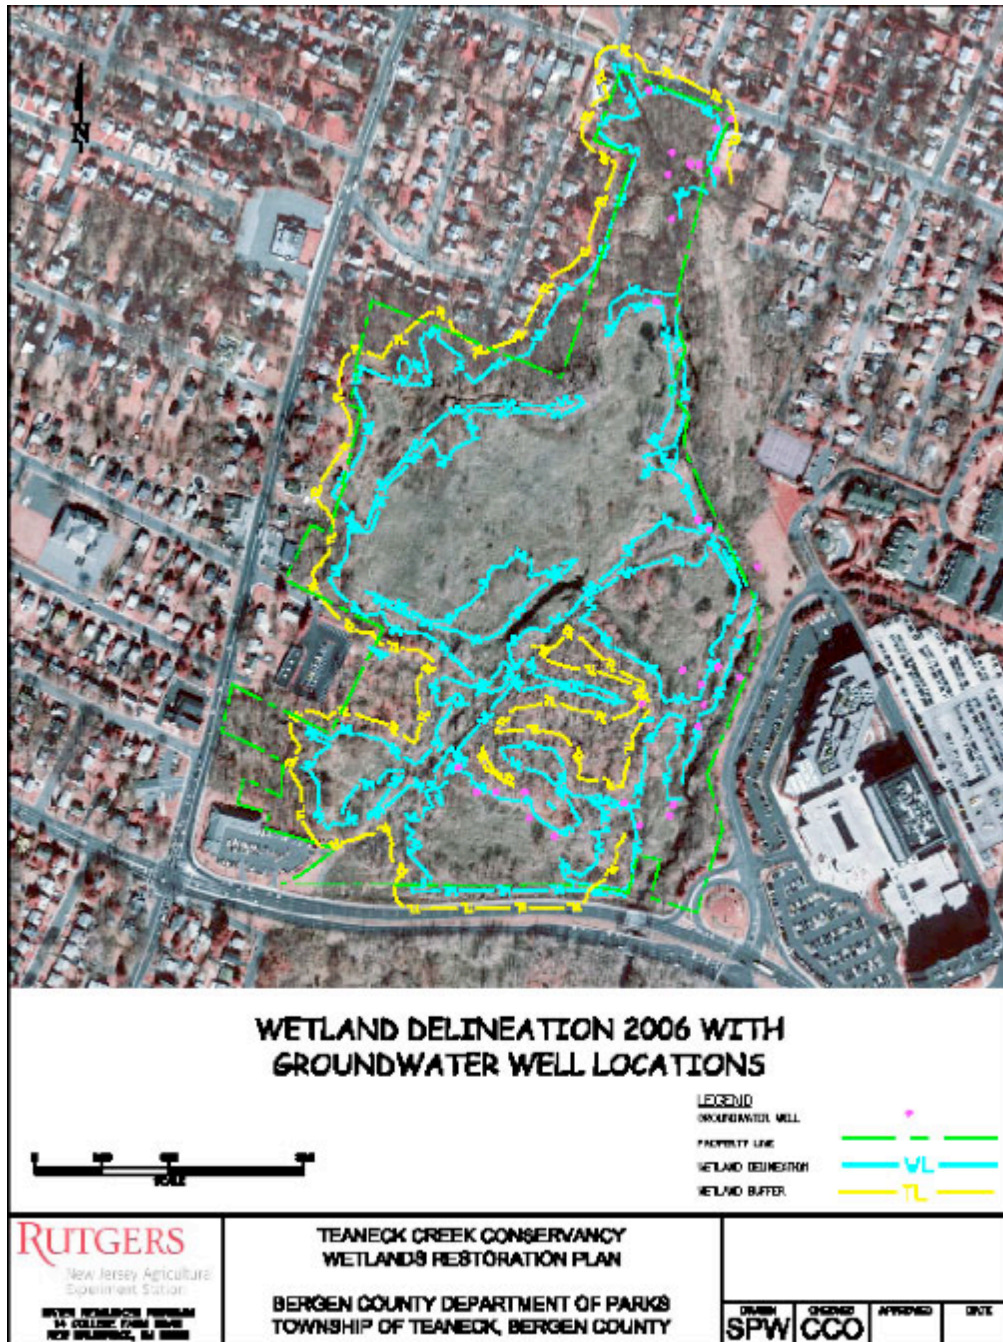 N
WETLAND DELINEATION 2006 WITH
GROUNDWATER WELL LOCATIONS
LEGEND
GROUNDWATER WELL
PROPERTY LINE
WETLAND DELINEATION
WL
WETLAND BUFFER
TL
SCALE
RUTGERS
New Jersey Agricultural
Experiment Station
TEANECK CREEK CONSERVANCY
WETLANDS RESTORATION PLAN
BERGEN COUNTY DEPARTMENT OF PARKS
TOWNSHIP OF TEANECK, BERGEN COUNTY
DRAWN
CHECKED
APPROVED
DATE
SPW
CCO